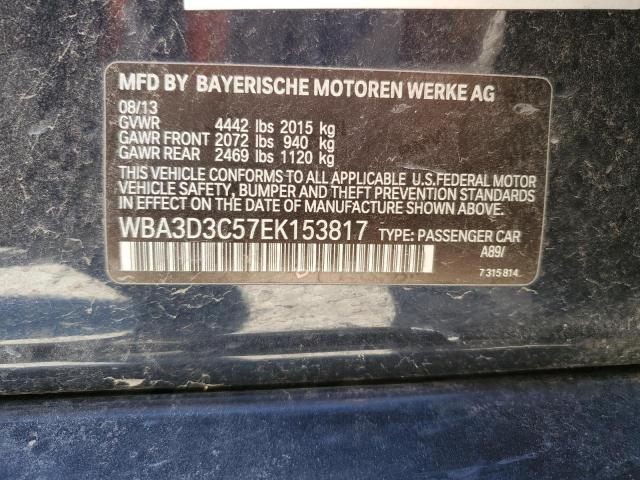 MFD BY BAYERISCHE MOTOREN WERKE AG
08/13
GVWR 4442 lbs 2015 kg
GAWR FRONT 2072 lbs 940 kg
GAWR REAR 2469 lbs 1120 kg
THIS VEHICLE CONFORMS TO ALL APPLICABLE U.S.FEDERAL MOTOR
VEHICLE SAFETY, BUMPER AND THEFT PREVENTION STANDARDS
IN EFFECT ON THE DATE OF MANUFACTURE SHOWN ABOVE.
WBA3D3C57EK153817 TYPE: PASSENGER CAR
A89/
7 315 814